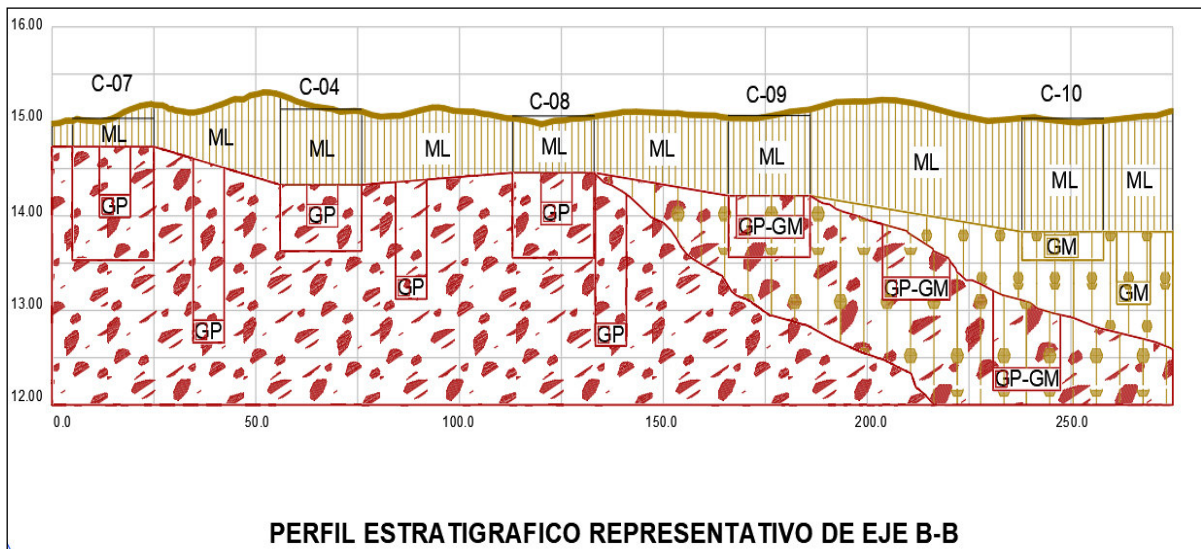 16.00
C-07
C-04
C-08
C-09
C-10
15.00
ML
ML
ML
ML
ML
ML
ML
ML
ML
ML
14.00
GP
GP
GP
GP-GM
GM
13.00
GP
GP-GM
GM
GP
GP
12.00
GP-GM
0.0
50.0
100.0
150.0
200.0
250.0
PERFIL ESTRATIGRAFICO REPRESENTATIVO DE EJE B-B